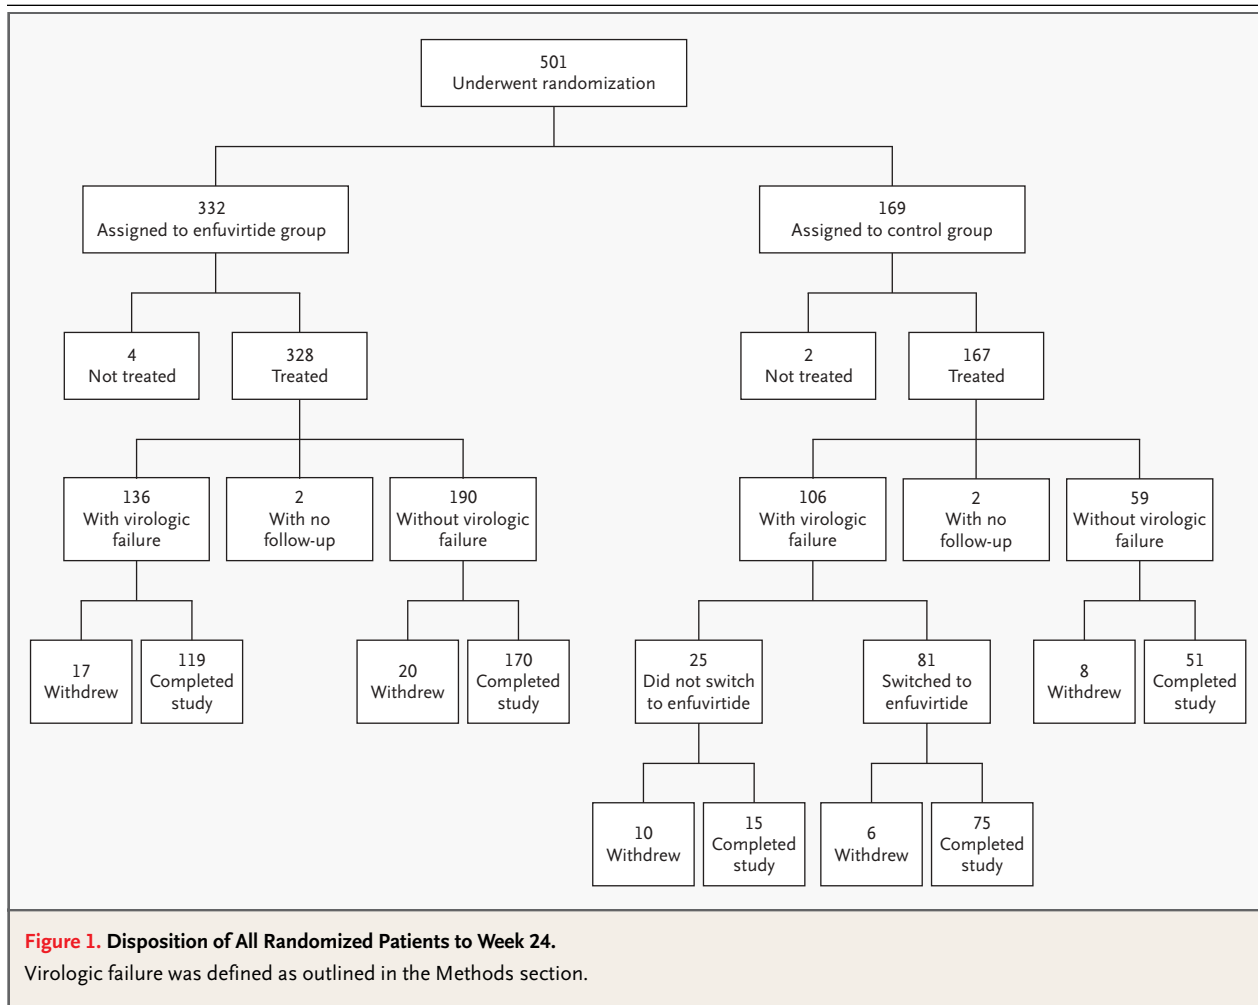 501
Underwent randomization
332
Assigned to enfuvirtide group
169
Assigned to control group
4
Not treated
328
Treated
2
Not treated
167
Treated
136
With virologic
failure
2
With no
follow-up
190
Without virologic
failure
106
With virologic
failure
2
With no
follow-up
59
Without virologic
failure
17
Withdrew
119
Completed
study
20
Withdrew
170
Completed
study
25
Did not switch
to enfuvirtide
81
Switched to
enfuvirtide
8
Withdrew
51
Completed
study
10
Withdrew
15
Completed
study
6
Withdrew
75
Completed
study
Figure 1. Disposition of All Randomized Patients to Week 24.
Virologic failure was defined as outlined in the Methods section.